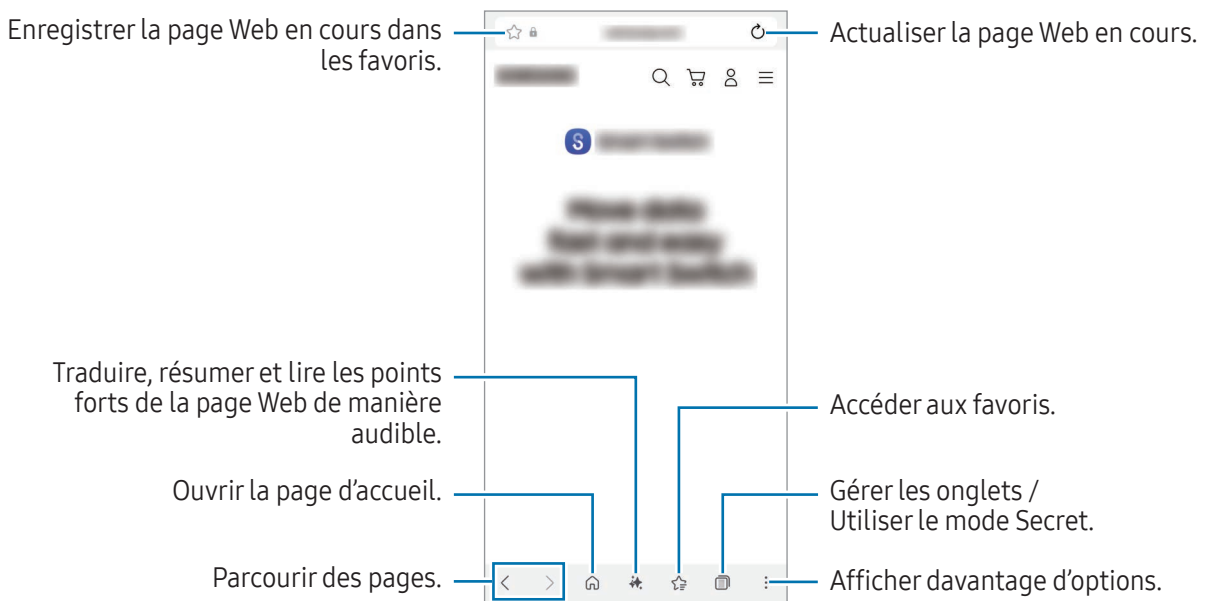 Enregistrer la page Web en cours dans
les favoris.
Actualiser la page Web en cours.
S
Traduire, résumer et lire les points
forts de la page Web de manière
audible.
Accéder aux favoris.
Ouvrir la page d'accueil.
Gérer les onglets /
Utiliser le mode Secret.
Parcourir des pages.
Afficher davantage d'options.